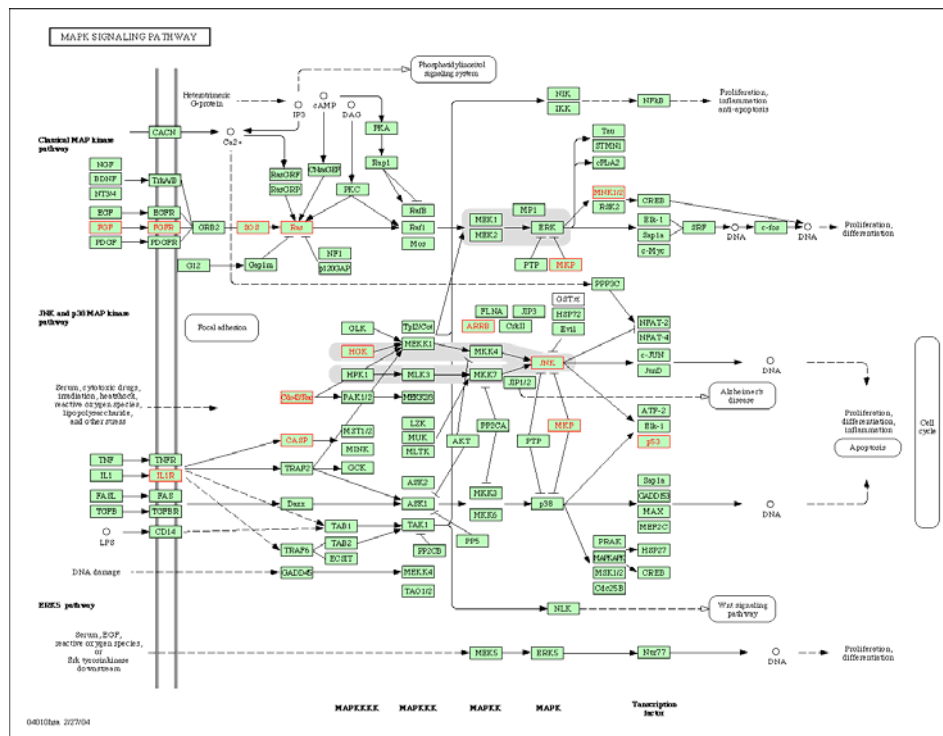 MAPK SIGNALING PATHWAY
Phosphatidylinositol
signaling system
Heterotrimeric
G-protein
IP3
cAMP
DAG
Ca2+
CACN
PKA
NIK
IKK
NFkB
Proliferation,
inflammation
anti-apoptosis
Classical MAP kinase
pathway
NGF
BDNF
NT3/4
TrkA/B
RasGRF
RasGRP
CNasGEF
PKC
Rap1
Tau
STMN1
cPLA2
EGF
EGFR
FGF
FGFR
PDGF
PDGFR
GRB2
SOS
Ras
RafB
Raf1
Mos
MEK1
MEK2
MP1
ERK
MNK1/2
RSK2
CREB
Elk-1
Sap1a
c-Myc
SRF
DNA
c-fos
DNA
Proliferation,
differentiation
G12
Gap1m
NF1
p120GAP
PTP
MKP
PPP3C
JNK and p38 MAP kinase
pathway
Focal adhesion
GLK
Tpl2/Cot
MEKK1
HGK
HPK1
MLK3
FLNA
JIP3
ARRB
CrkII
GSTπ
HSP72
Evi1
MKK4
MKK7
JNK
JIP1/2
NFAT-2
NFAT-4
c-JUN
JunD
DNA
Alzheimer's
disease
Serum, cytotoxic drugs,
irradiation, heatshock,
reactive oxygen species,
lipopolysaccharide,
and other stress
Cdc42/Rac
PAK1/2
MEKK2/3
LZK
MUK
MLTK
AKT
PP2CA
PTP
MKP
ATF-2
Elk-1
p53
Proliferation,
differentiation,
inflammation
Apoptosis
Cell
cycle
CASP
MST1/2
MINK
GCK
TNF
TNFR
IL1
IL1R
TRAF2
FASL
FAS
TGFB
TGFBR
LPS
CD14
Daxx
ASK2
ASK1
MKK3
MKK6
p38
Sap1a
GADD153
MAX
MEF2C
DNA
TAB1
TAK1
TAB2
ECSIT
TRAF6
PP2CB
PP5
PRAK
MAPKAPK
MSK1/2
Cdc25B
HSP27
CREB
DNA damage
GADD45
MEKK4
TAO1/2
NLK
Wnt signaling
pathway
ERK5 pathway
Serum, EGF,
reactive oxygen species,
or
Srk tyrosinkinase
downstream
MEK5
ERK5
Nur77
DNA
Proliferation,
differentiation
MAPKKKK
MAPKKK
MAPKK
MAPK
Transcription
factor
04010hsa 2/27/04